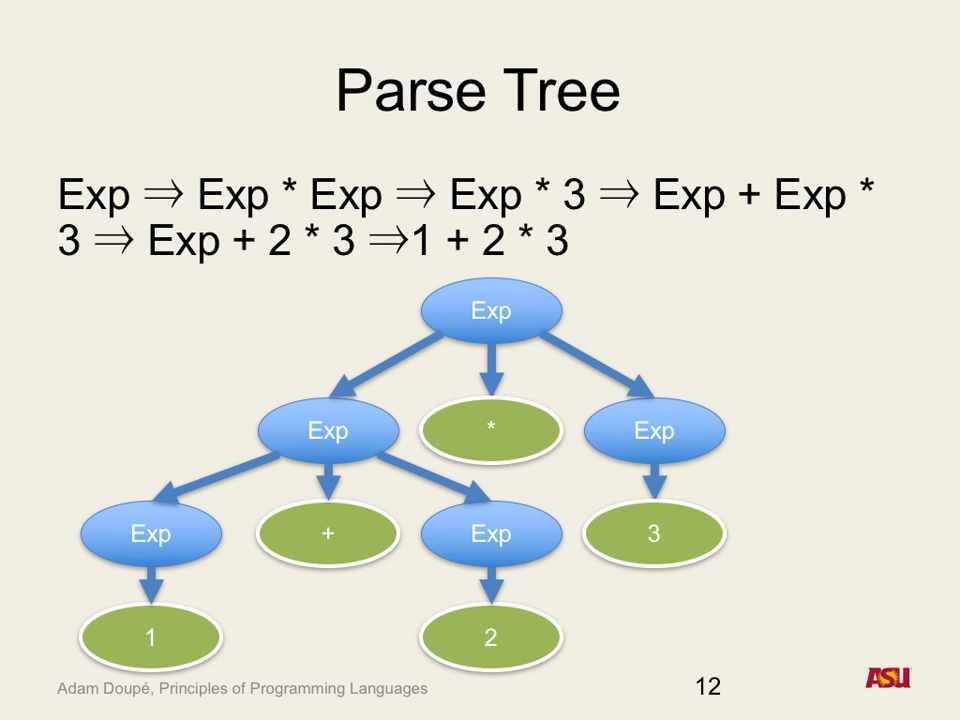 Parse Tree
Exp ⇒ Exp * Exp ⇒ Exp * 3 ⇒ Exp + Exp *
3 ⇒ Exp + 2 * 3 ⇒1 + 2 * 3
Exp
Exp * Exp
Exp + Exp 3
1 2
Adam Doupé, Principles of Programming Languages 12 ASU